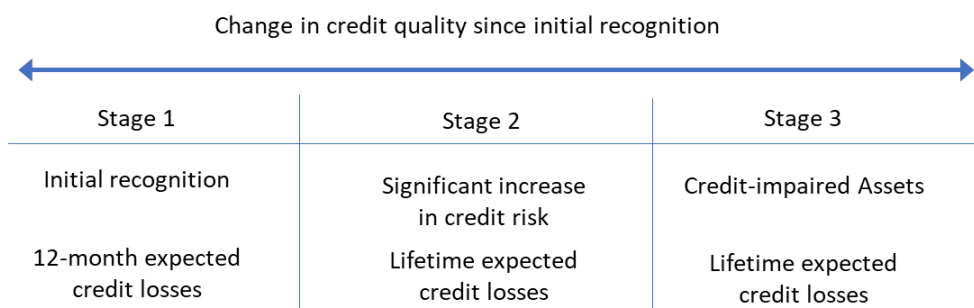 Change in credit quality since initial recognition
Stage 1
Stage 2
Stage 3
Initial recognition
Significant increase
in credit risk
Credit-impaired Assets
12-month expected
credit losses
Lifetime expected
credit losses
Lifetime expected
credit losses